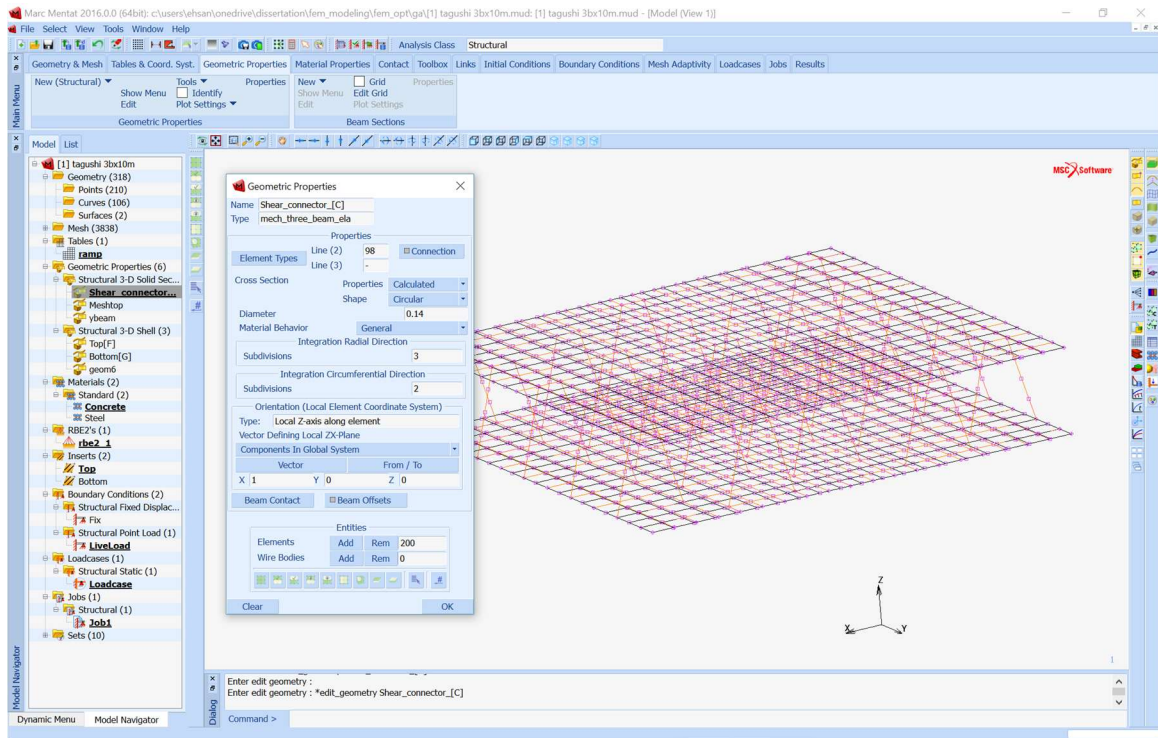 Marc Mentat 2016.0.0 (64bit): c:\users\ehsan\onedrive\dissertation\fem_modeling\fem_opt\ga\[1] tagushi 3bx10m.mud: [1] tagushi 3bx10m.mud - [Model (View 1)]
File Select View Tools Window Help
Analysis Class Structural
Geometry & Mesh Tables & Coord. Syst. Geometric Properties Material Properties Contact Toolbox Links Initial Conditions Boundary Conditions Mesh Adaptivity Loadcases Jobs Results
Main Menu
New (Structural) Tools Properties New Grid Properties
Show Menu Identify Show Menu Edit Grid
Edit Plot Settings Edit Plot Settings
Geometric Properties Beam Sections
Model List
[1] tagushi 3bx10m
Geometry (318)
Points (210)
Curves (106)
Surfaces (2)
Mesh (3838)
Tables (1)
ramp
Geometric Properties (6)
Structural 3-D Solid Sec...
Shear_connector...
Meshtop
ybeam
Structural 3-D Shell (3)
Top[F]
Bottom[G]
geom6
Materials (2)
Standard (2)
Concrete
Steel
RBE2's (1)
rbe2_1
Inserts (2)
Top
Bottom
Boundary Conditions (2)
Structural Fixed Displac...
Fix
Structural Point Load (1)
LiveLoad
Loadcases (1)
Structural Static (1)
Loadcase
Jobs (1)
Structural (1)
Job1
Sets (10)
Model Navigator
Dynamic Menu Model Navigator
Geometric Properties
Name Shear_connector_[C]
Type mech_three_beam_ela
Properties
Element Types Line (2) 98 Connection
Line (3) -
Cross Section Properties Calculated
Shape Circular
Diameter 0.14
Material Behavior General
Integration Radial Direction
Subdivisions 3
Integration Circumferential Direction
Subdivisions 2
Orientation (Local Element Coordinate System)
Type: Local Z-axis along element
Vector Defining Local ZX-Plane
Components In Global System
Vector From / To
X 1 Y 0 Z 0
Beam Contact Beam Offsets
Entities
Elements Add Rem 200
Wire Bodies Add Rem 0
Clear OK
MSC Software
Z
X Y
1
Dialog
Enter edit geometry :
Enter edit geometry : *edit_geometry Shear_connector_[C]
Command >